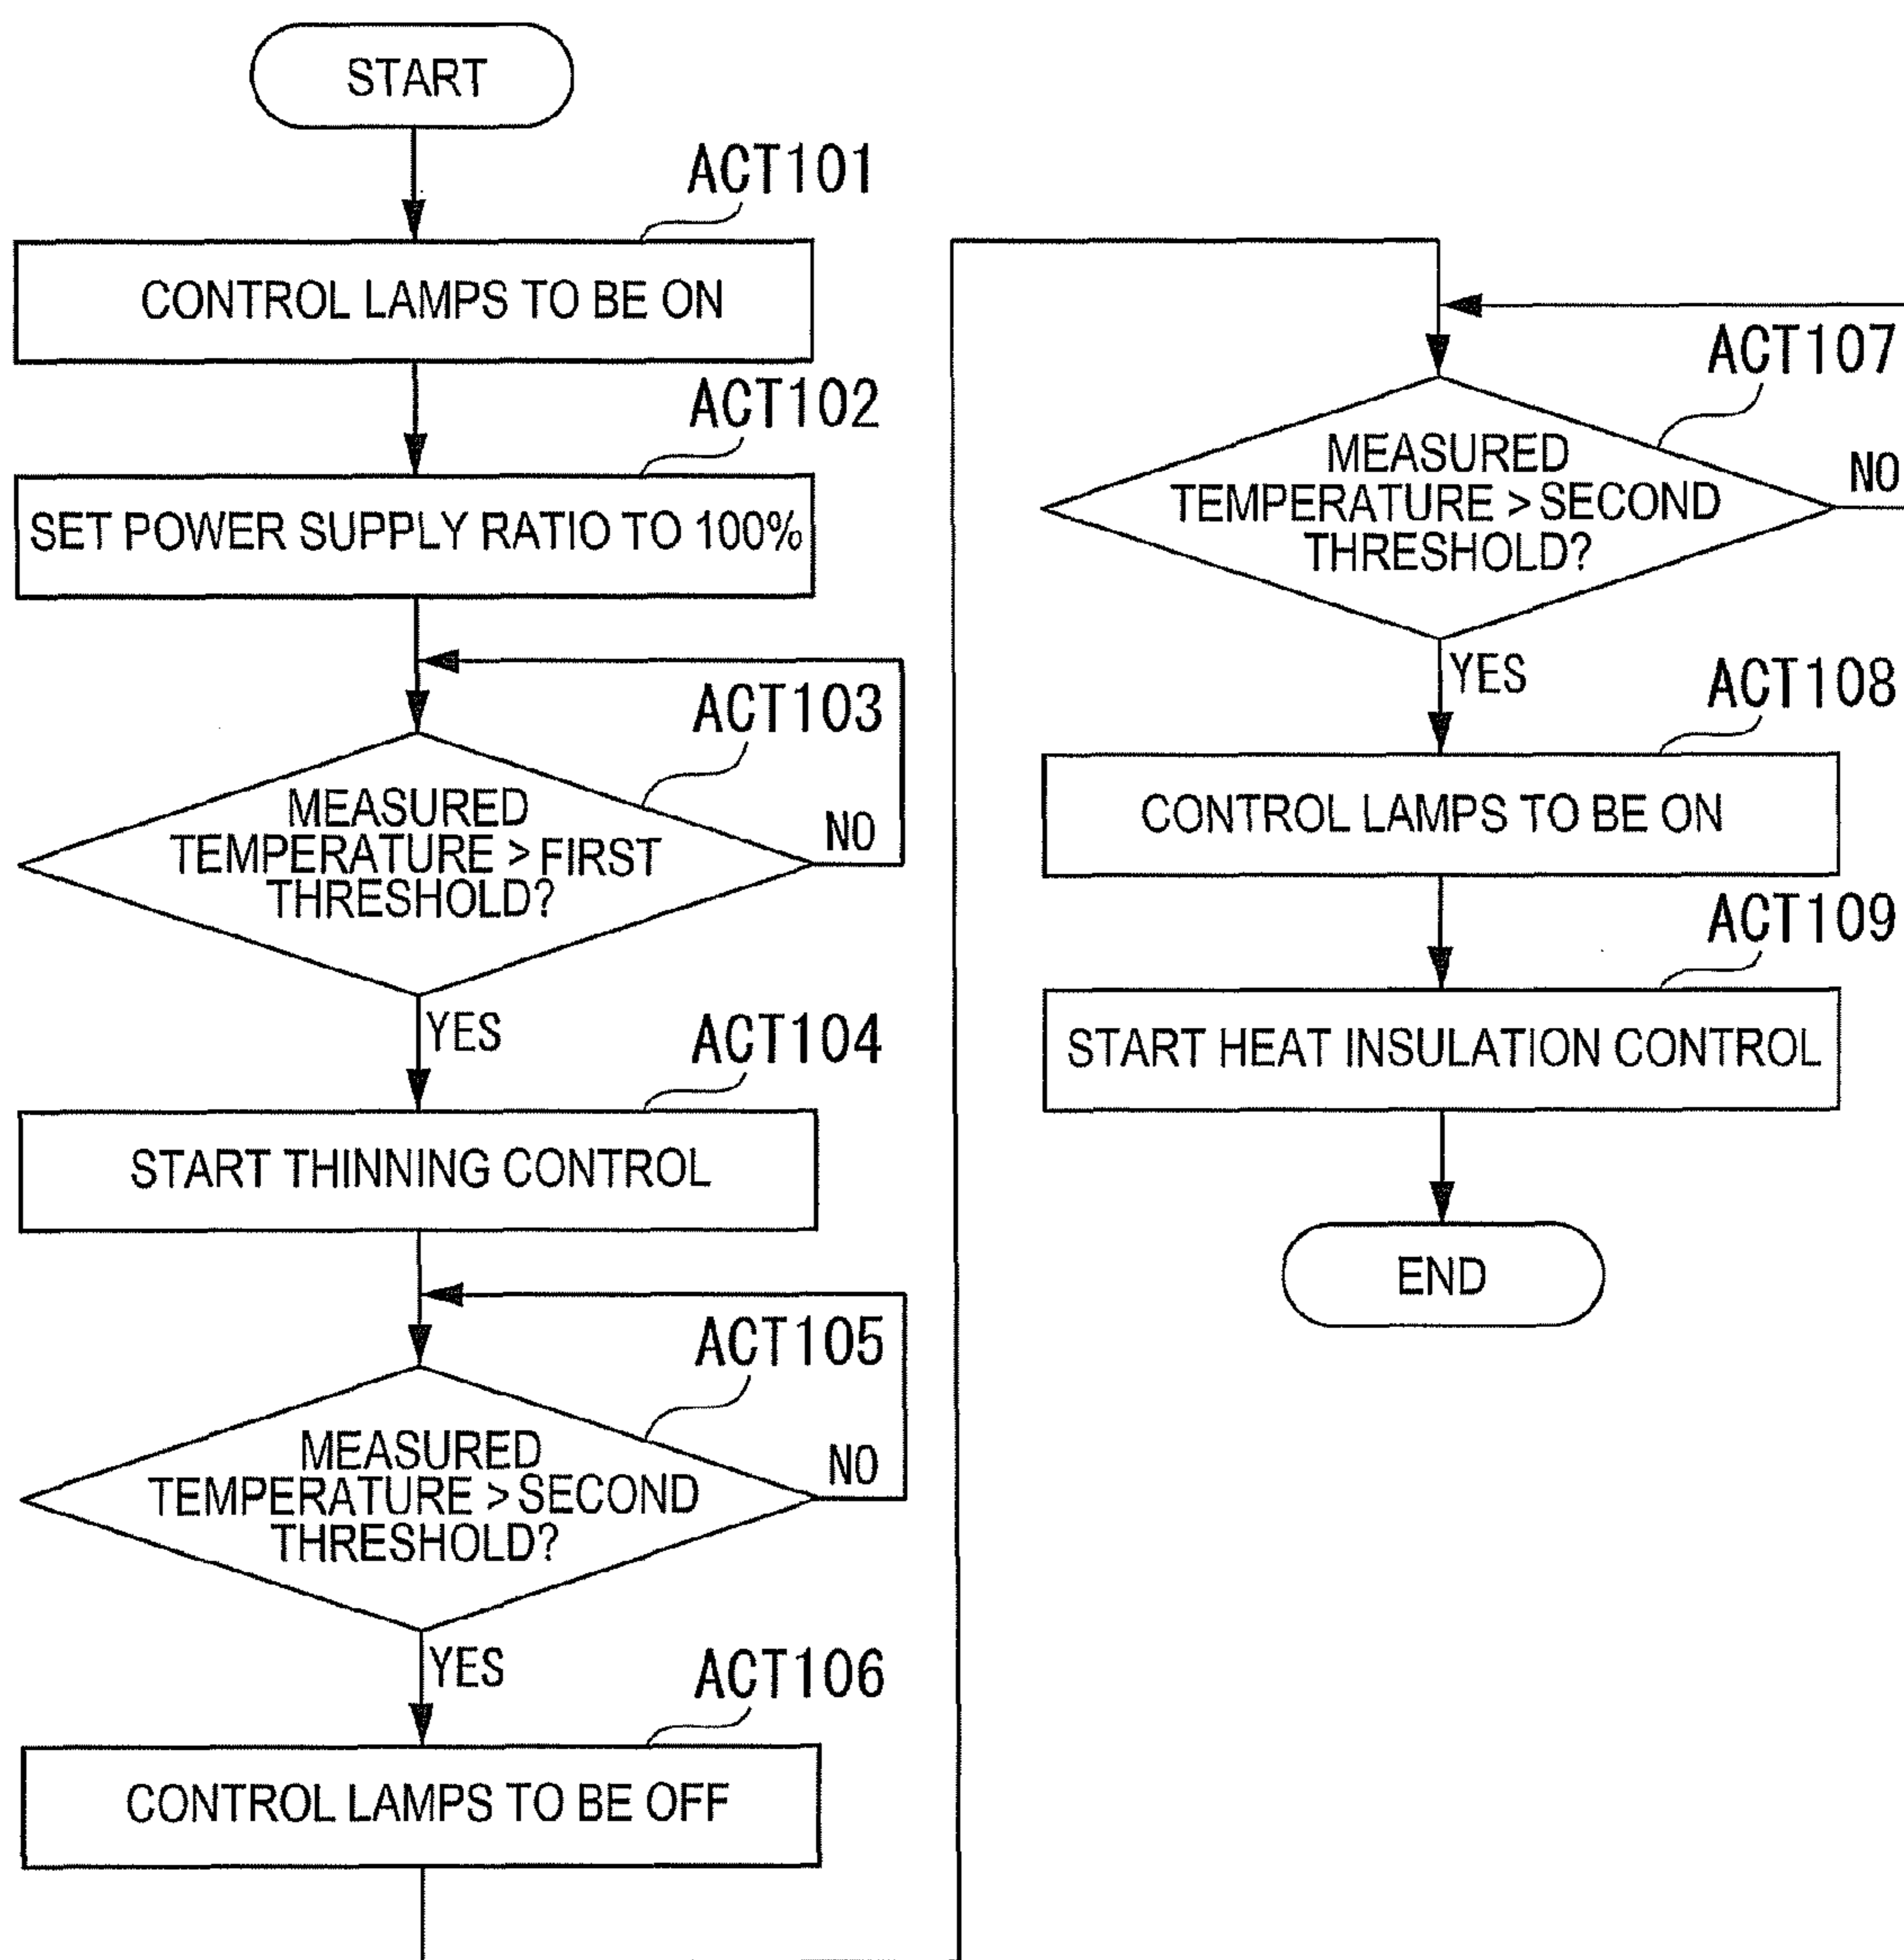 START
ACT101
CONTROL LAMPS TO BE ON
ACT102
SET POWER SUPPLY RATIO TO 100%
ACT103
MEASURED
TEMPERATURE > FIRST
THRESHOLD?
NO
YES
ACT104
START THINNING CONTROL
ACT105
MEASURED
TEMPERATURE > SECOND
THRESHOLD?
NO
YES
ACT106
CONTROL LAMPS TO BE OFF
ACT107
MEASURED
TEMPERATURE > SECOND
THRESHOLD?
NO
YES
ACT108
CONTROL LAMPS TO BE ON
ACT109
START HEAT INSULATION CONTROL
END